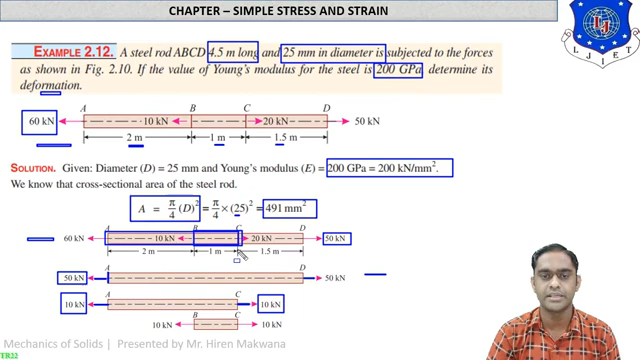 CHAPTER – SIMPLE STRESS AND STRAIN
LJIET
EXAMPLE 2.12. A steel rod ABCD 4.5 m long and 25 mm in diameter is subjected to the forces
as shown in Fig. 2.10. If the value of Young's modulus for the steel is 200 GPa determine its
deformation.
A B C D
60 kN 10 kN 20 kN 50 kN
2 m 1 m 1.5 m
SOLUTION. Given: Diameter (D) = 25 mm and Young's modulus (E) = 200 GPa = 200 kN/mm².
We know that cross-sectional area of the steel rod.
A = π/4 (D)² = π/4 × (25)² = 491 mm²
A B C D
60 kN 10 kN 20 kN 50 kN
2 m 1 m 1.5 m
A D
50 kN 50 kN
A C
10 kN 10 kN
B C
10 kN 10 kN
Mechanics of Solids | Presented by Mr. Hiren Makwana
TR22